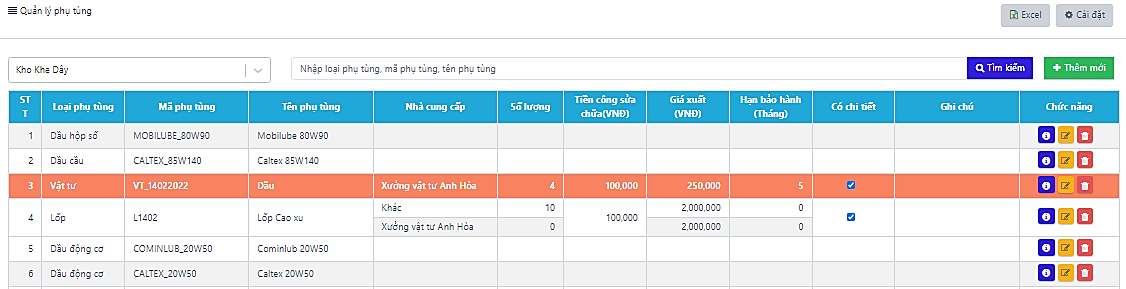 Quản lý phụ tùng
Excel
Cài đặt
Kho Khe Dây
Nhập loại phụ tùng, mã phụ tùng, tên phụ tùng
Tìm kiếm
Thêm mới
STT Loại phụ tùng Mã phụ tùng Tên phụ tùng Nhà cung cấp Số lượng Tiền công sửa chữa(VNĐ) Giá xuất (VNĐ) Hạn bảo hành (Tháng) Có chi tiết Ghi chú Chức năng
1 Dầu hộp số MOBILUBE_80W90 Mobilube 80W90
2 Dầu cầu CALTEX_85W140 Caltex 85W140
3 Vật tư VT_14022022 Dầu Xưởng vật tư Anh Hòa 4 100,000 250,000 5
4 Lốp L1402 Lốp Cao xu Khác 10 100,000 2,000,000 0
Xưởng vật tư Anh Hòa 0 2,000,000 0
5 Dầu động cơ COMINLUB_20W50 Cominlub 20W50
6 Dầu động cơ CALTEX_20W50 Caltex 20W50